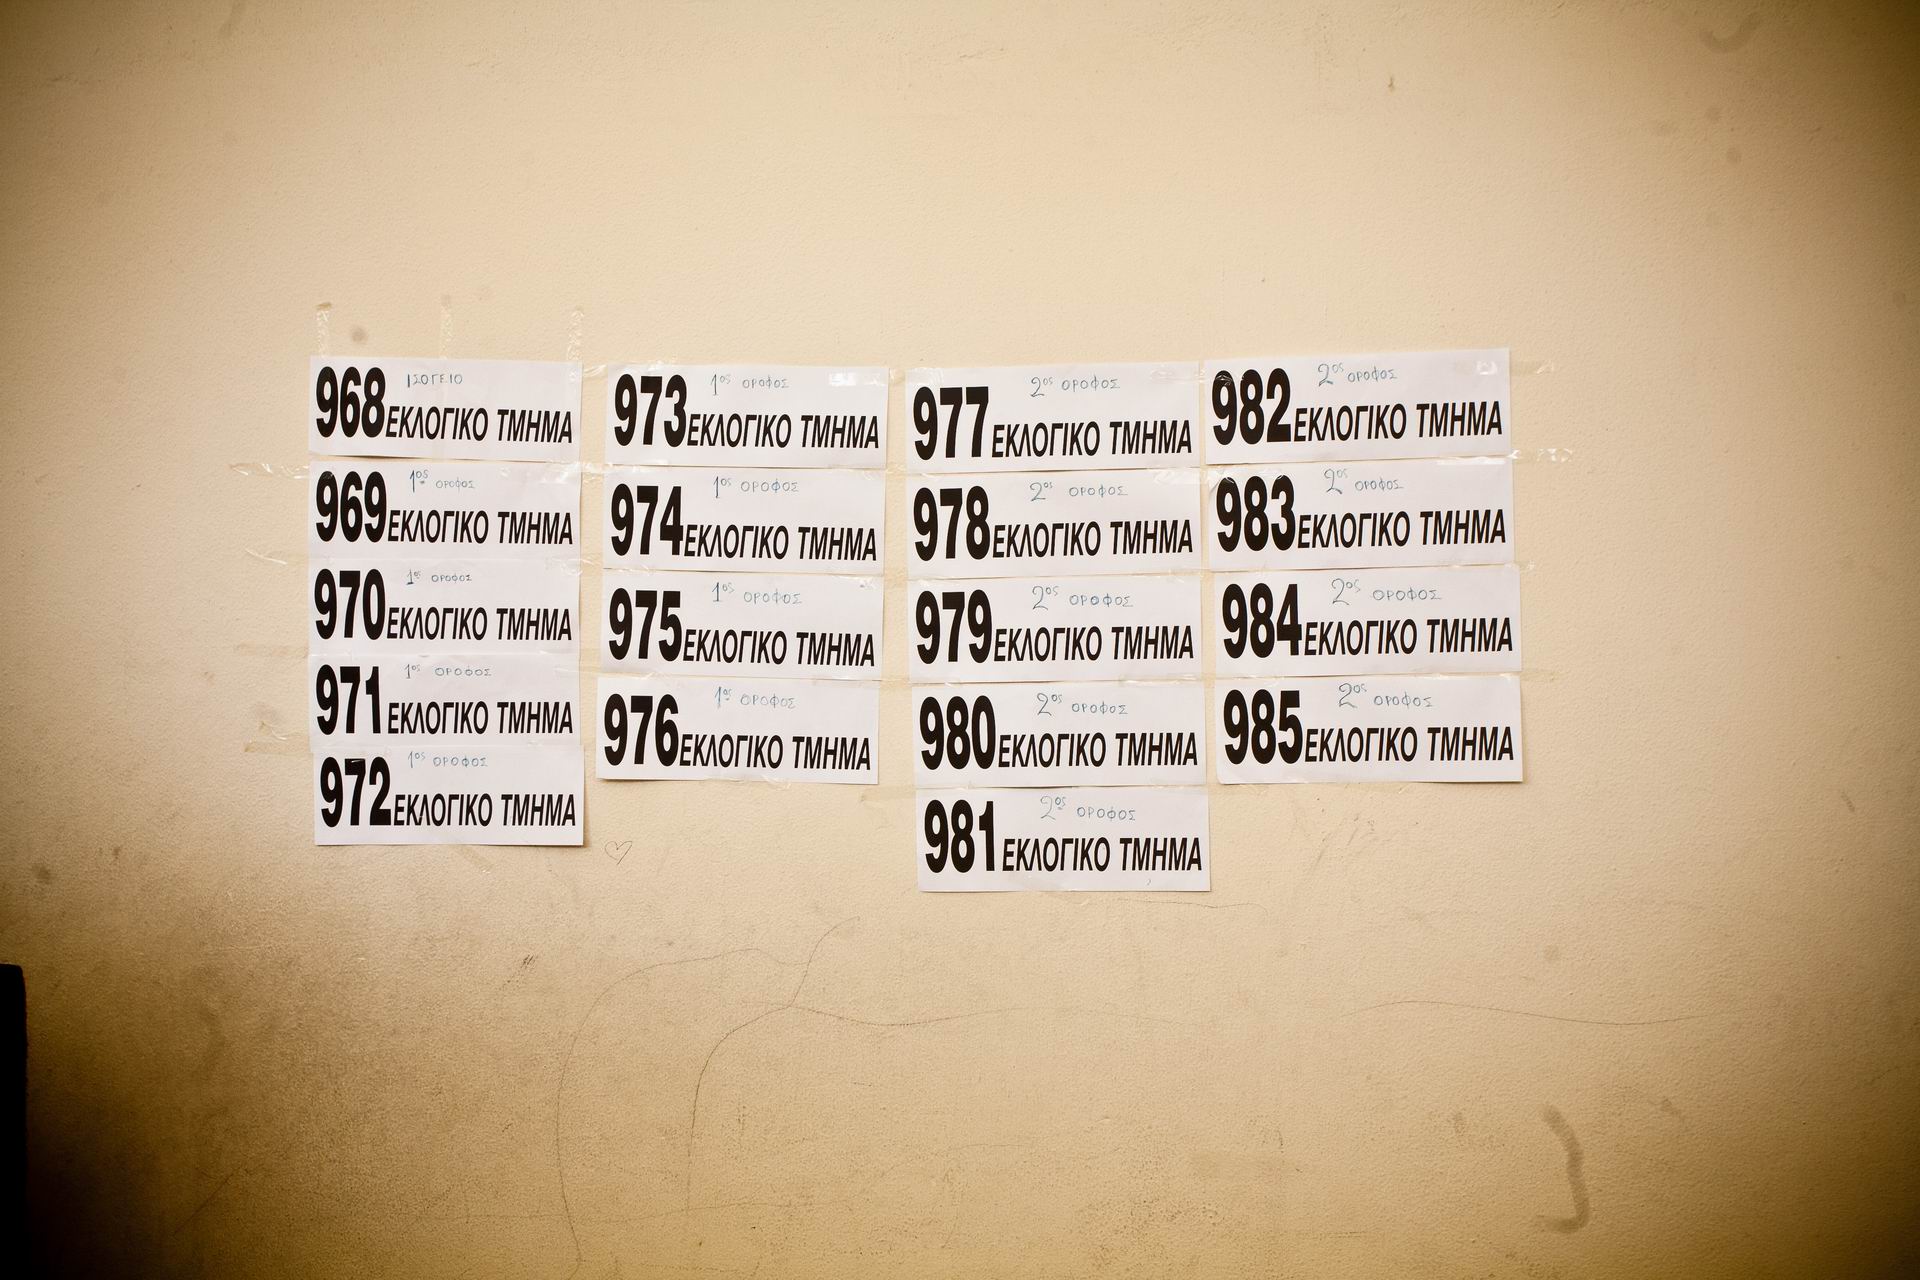 ΙΣΟΓΕΙΟ
968 ΕΚΛΟΓΙΚΟ ΤΜΗΜΑ
1ος ΟΡΟΦΟΣ
969 ΕΚΛΟΓΙΚΟ ΤΜΗΜΑ
1ος ΟΡΟΦΟΣ
970 ΕΚΛΟΓΙΚΟ ΤΜΗΜΑ
1ος ΟΡΟΦΟΣ
971 ΕΚΛΟΓΙΚΟ ΤΜΗΜΑ
1ος ΟΡΟΦΟΣ
972 ΕΚΛΟΓΙΚΟ ΤΜΗΜΑ
1ος ΟΡΟΦΟΣ
973 ΕΚΛΟΓΙΚΟ ΤΜΗΜΑ
1ος ΟΡΟΦΟΣ
974 ΕΚΛΟΓΙΚΟ ΤΜΗΜΑ
1ος ΟΡΟΦΟΣ
975 ΕΚΛΟΓΙΚΟ ΤΜΗΜΑ
1ος ΟΡΟΦΟΣ
976 ΕΚΛΟΓΙΚΟ ΤΜΗΜΑ
2ος ΟΡΟΦΟΣ
977 ΕΚΛΟΓΙΚΟ ΤΜΗΜΑ
2ος ΟΡΟΦΟΣ
978 ΕΚΛΟΓΙΚΟ ΤΜΗΜΑ
2ος ΟΡΟΦΟΣ
979 ΕΚΛΟΓΙΚΟ ΤΜΗΜΑ
2ος ΟΡΟΦΟΣ
980 ΕΚΛΟΓΙΚΟ ΤΜΗΜΑ
2ος ΟΡΟΦΟΣ
981 ΕΚΛΟΓΙΚΟ ΤΜΗΜΑ
2ος ΟΡΟΦΟΣ
982 ΕΚΛΟΓΙΚΟ ΤΜΗΜΑ
2ος ΟΡΟΦΟΣ
983 ΕΚΛΟΓΙΚΟ ΤΜΗΜΑ
2ος ΟΡΟΦΟΣ
984 ΕΚΛΟΓΙΚΟ ΤΜΗΜΑ
2ος ΟΡΟΦΟΣ
985 ΕΚΛΟΓΙΚΟ ΤΜΗΜΑ